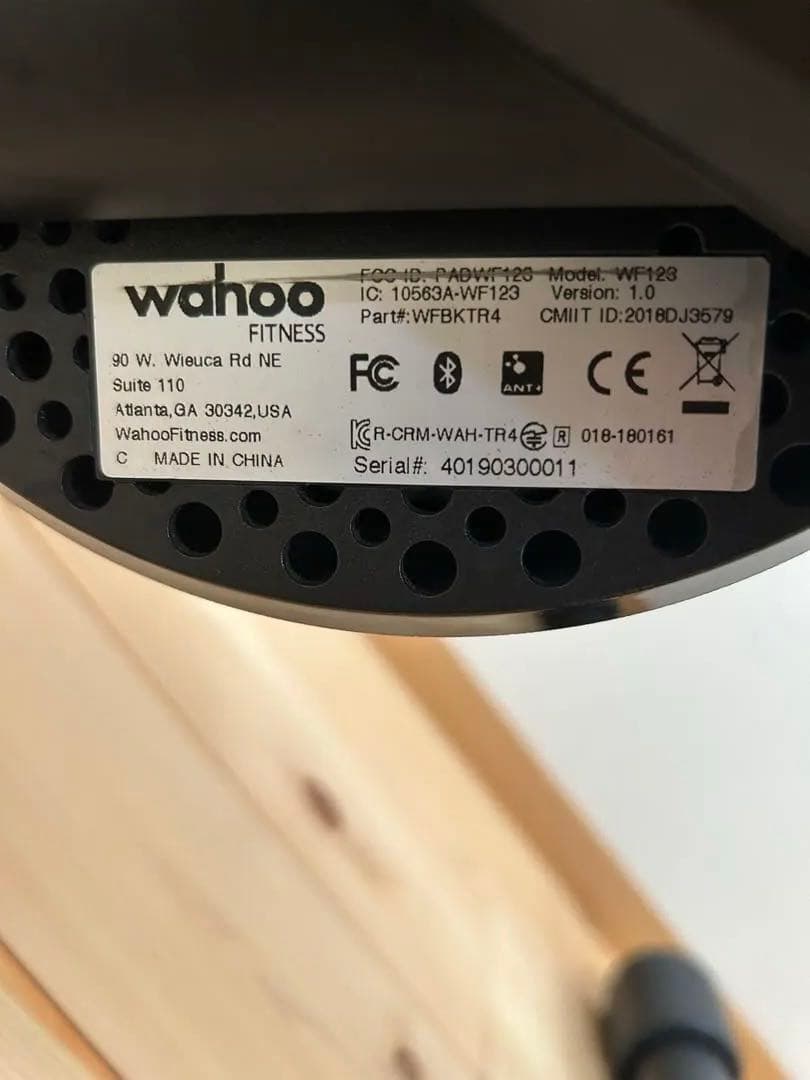 wahoo
FITNESS
90 W. Wieuca Rd NE
Suite 110
Atlanta,GA 30342,USA
WahooFitness.com
C MADE IN CHINA
FCC ID: PADWF123 Model: WF123
IC: 10563A-WF123 Version: 1.0
Part#:WFBKTR4 CMIIT ID:2018DJ3579
FC ANT+ CE
R-CRM-WAH-TR4 R 018-180161
Serial#: 40190300011